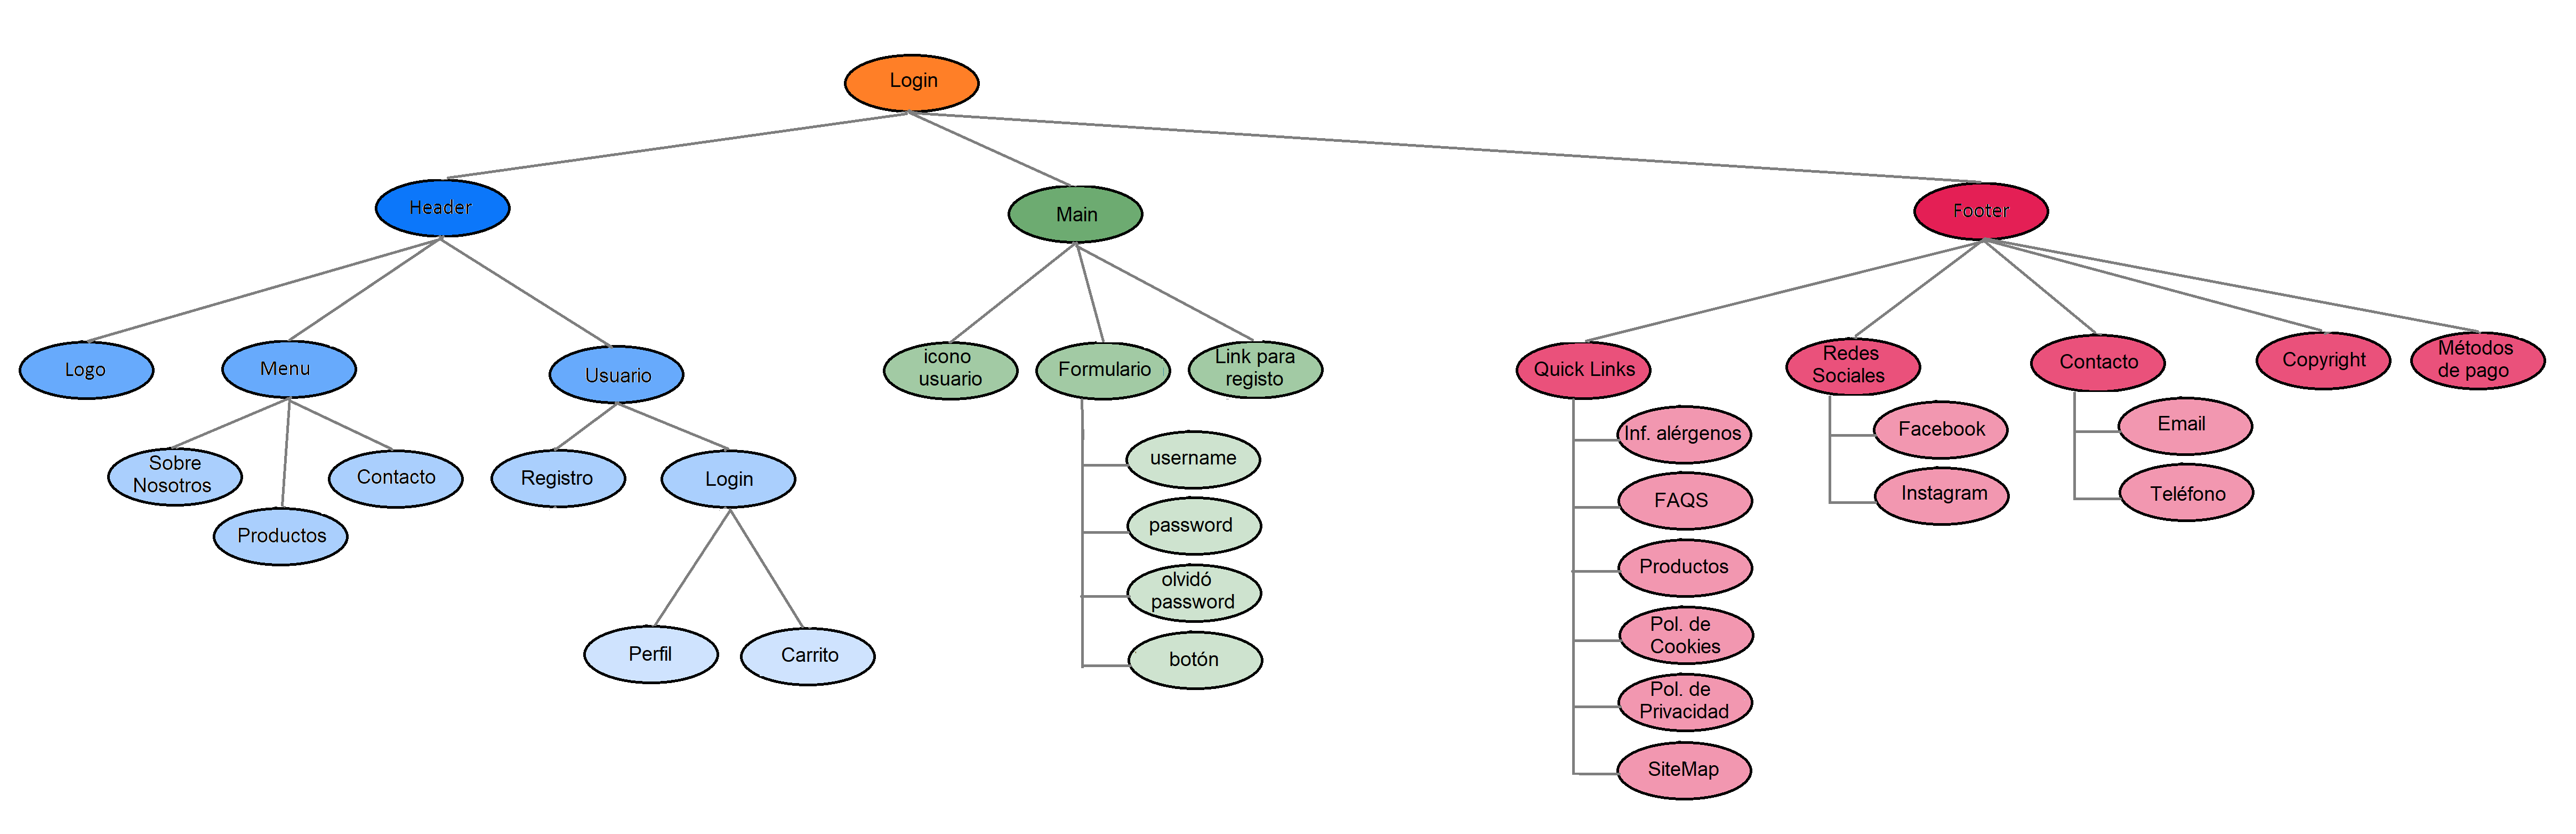 Login
Header
Main
Footer
Logo
Menu
Usuario
icono
usuario
Formulario
Link para
registo
Quick Links
Redes
Sociales
Contacto
Copyright
Métodos
de pago
Sobre
Nosotros
Productos
Contacto
Registro
Login
Perfil
Carrito
username
password
olvidó
password
botón
Inf. alérgenos
FAQS
Productos
Pol. de
Cookies
Pol. de
Privacidad
SiteMap
Facebook
Instagram
Email
Teléfono